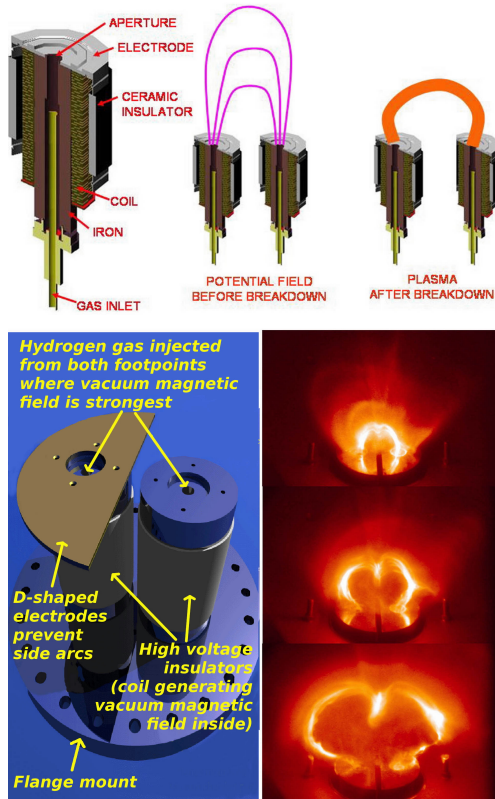 APERTURE
ELECTRODE
CERAMIC
INSULATOR
COIL
IRON
GAS INLET
POTENTIAL FIELD
BEFORE BREAKDOWN
PLASMA
AFTER BREAKDOWN
Hydrogen gas injected
from both footpoints
where vacuum magnetic
field is strongest
D-shaped
electrodes
prevent
side arcs
High voltage
insulators
(coil generating
vacuum magnetic
field inside)
Flange mount